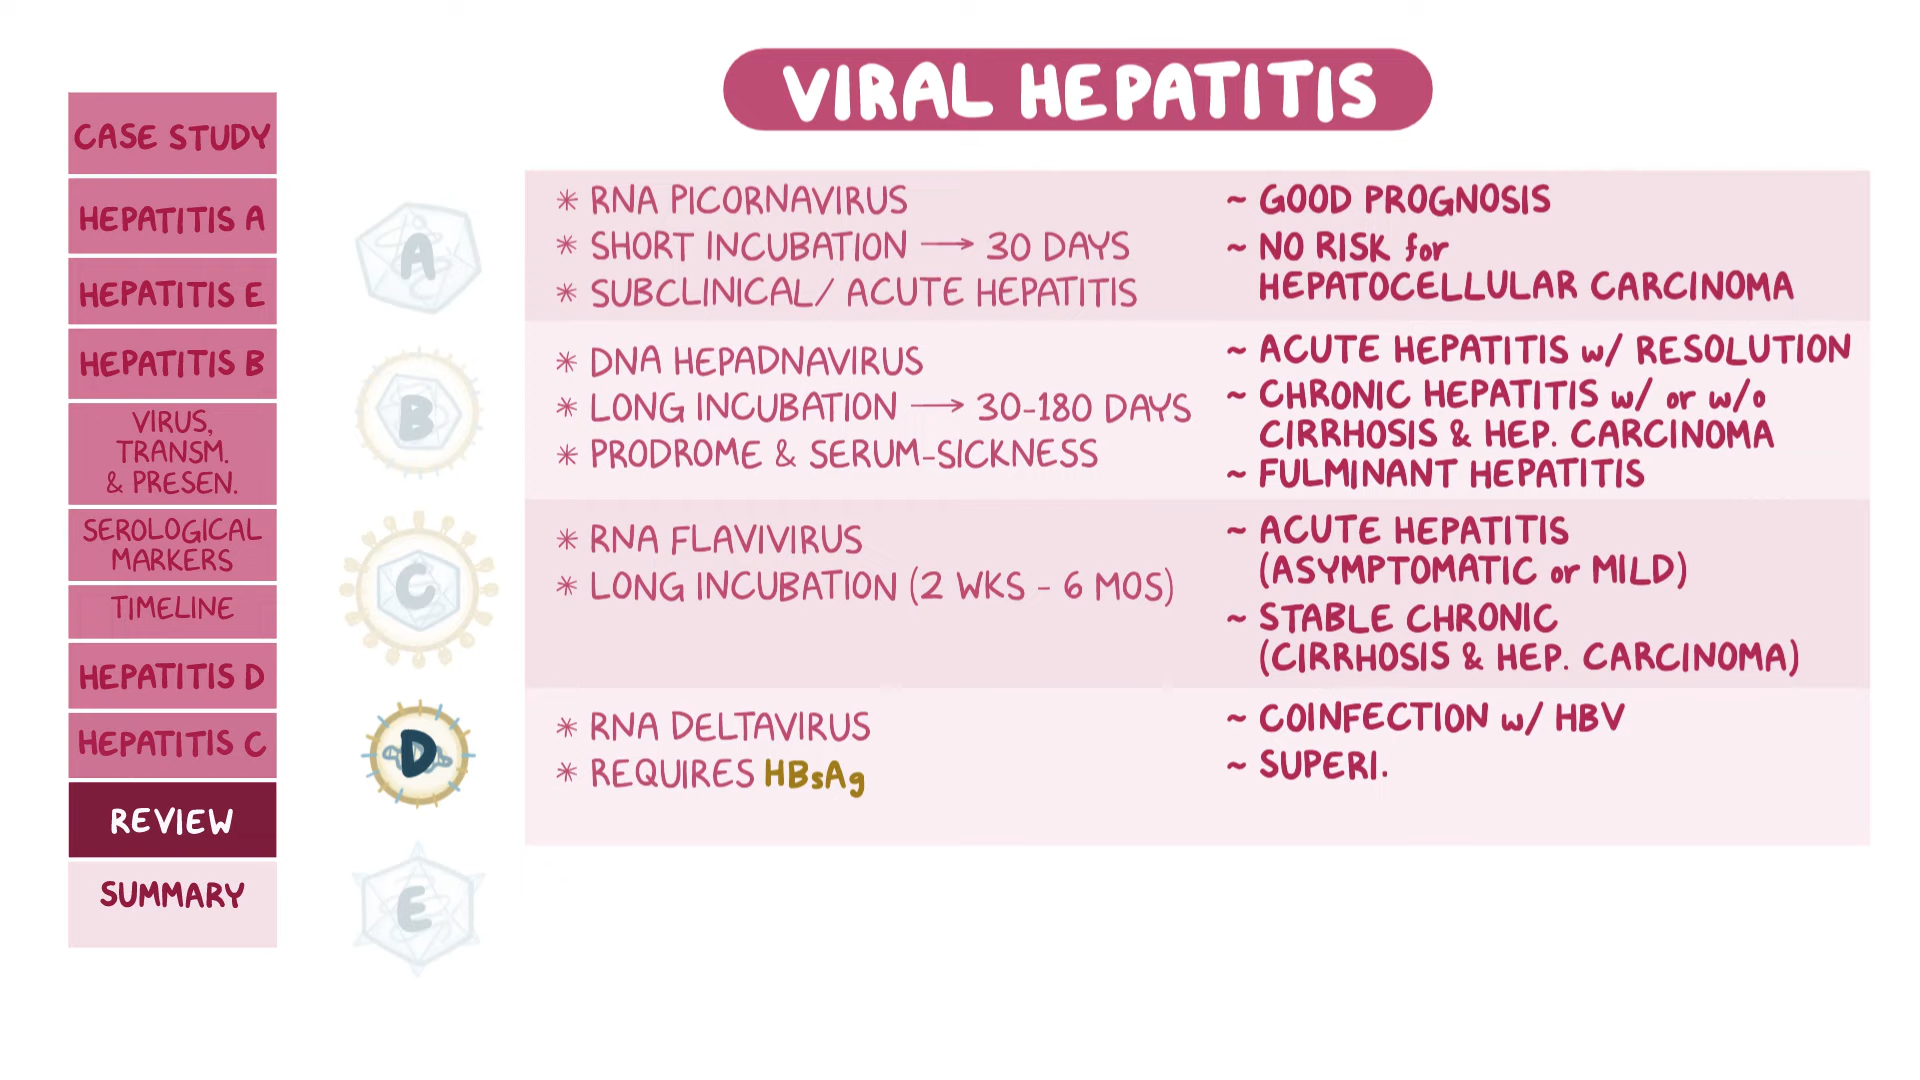 VIRAL HEPATITIS
CASE STUDY
HEPATITIS A
HEPATITIS E
HEPATITIS B
VIRUS,
TRANSM.
& PRESEN.
SEROLOGICAL
MARKERS
TIMELINE
HEPATITIS D
HEPATITIS C
REVIEW
SUMMARY
A
* RNA PICORNAVIRUS
* SHORT INCUBATION → 30 DAYS
* SUBCLINICAL/ ACUTE HEPATITIS
~ GOOD PROGNOSIS
~ NO RISK for
HEPATOCELLULAR CARCINOMA
B
* DNA HEPADNAVIRUS
* LONG INCUBATION → 30-180 DAYS
* PRODROME & SERUM-SICKNESS
~ ACUTE HEPATITIS w/ RESOLUTION
~ CHRONIC HEPATITIS w/ or w/o
CIRRHOSIS & HEP. CARCINOMA
~ FULMINANT HEPATITIS
C
* RNA FLAVIVIRUS
* LONG INCUBATION (2 WKS - 6 MOS)
~ ACUTE HEPATITIS
(ASYMPTOMATIC or MILD)
~ STABLE CHRONIC
(CIRRHOSIS & HEP. CARCINOMA)
D
* RNA DELTAVIRUS
* REQUIRES HBsAg
~ COINFECTION w/ HBV
~ SUPERI.
E